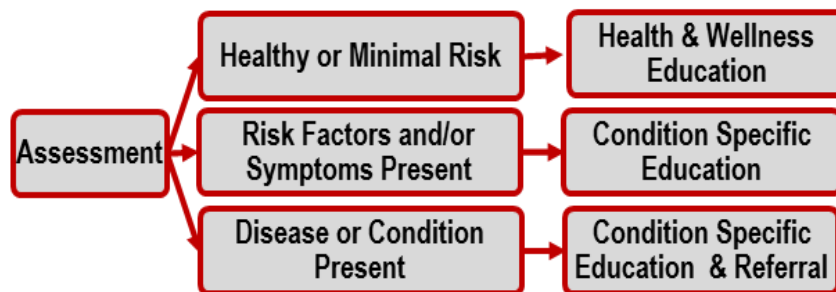 Healthy or Minimal Risk
Health & Wellness
Education
Assessment
Risk Factors and/or
Symptoms Present
Condition Specific
Education
Disease or Condition
Present
Condition Specific
Education & Referral